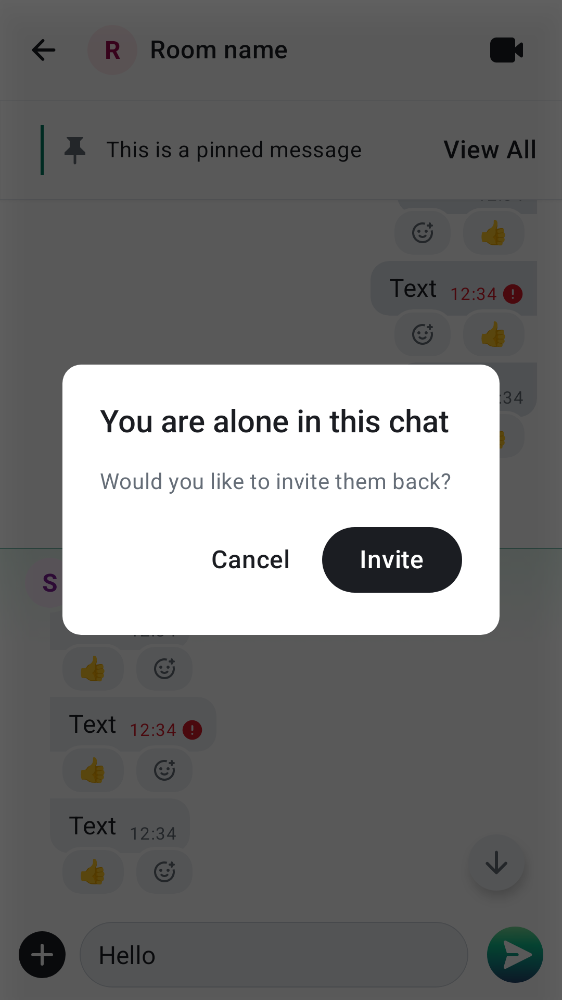 R Room name
This is a pinned message View All
Text 12:34
:34
You are alone in this chat
Would you like to invite them back?
Cancel Invite
S
Text 12:34
Text 12:34
Hello